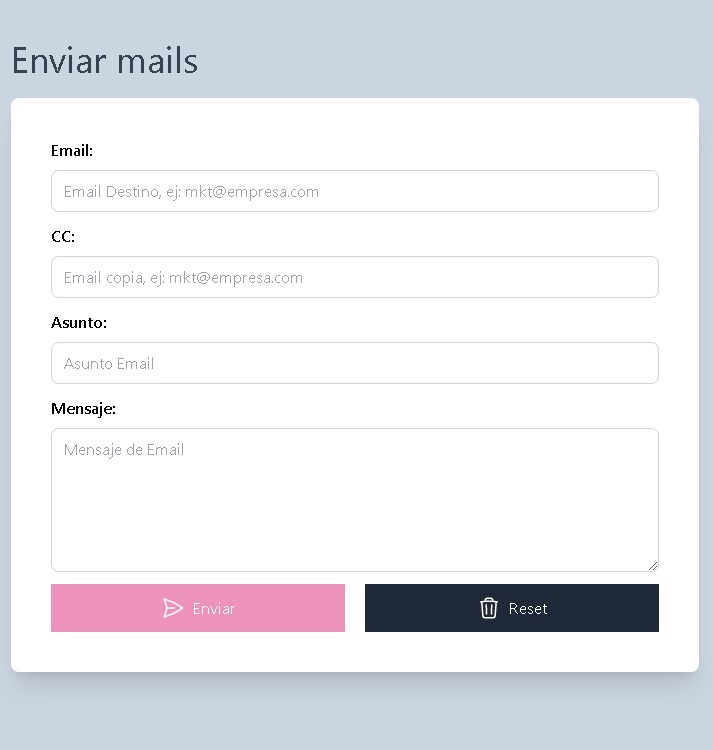 Enviar mails
Email:
Email Destino, ej: mkt@empresa.com
CC:
Email copia, ej: mkt@empresa.com
Asunto:
Asunto Email
Mensaje:
Mensaje de Email
Enviar
Reset